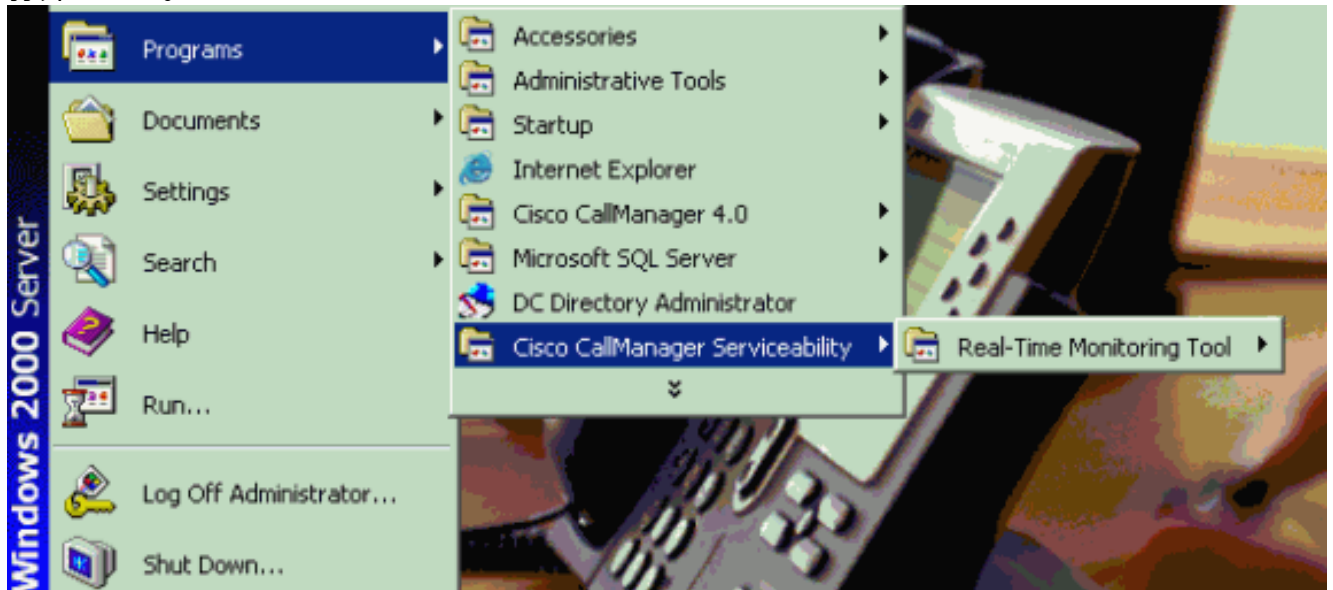 Programs
Documents
Settings
Search
Help
Run...
Log Off Administrator...
Shut Down...
Windows 2000 Server
Accessories
Administrative Tools
Startup
Internet Explorer
Cisco CallManager 4.0
Microsoft SQL Server
DC Directory Administrator
Cisco CallManager Serviceability
Real-Time Monitoring Tool